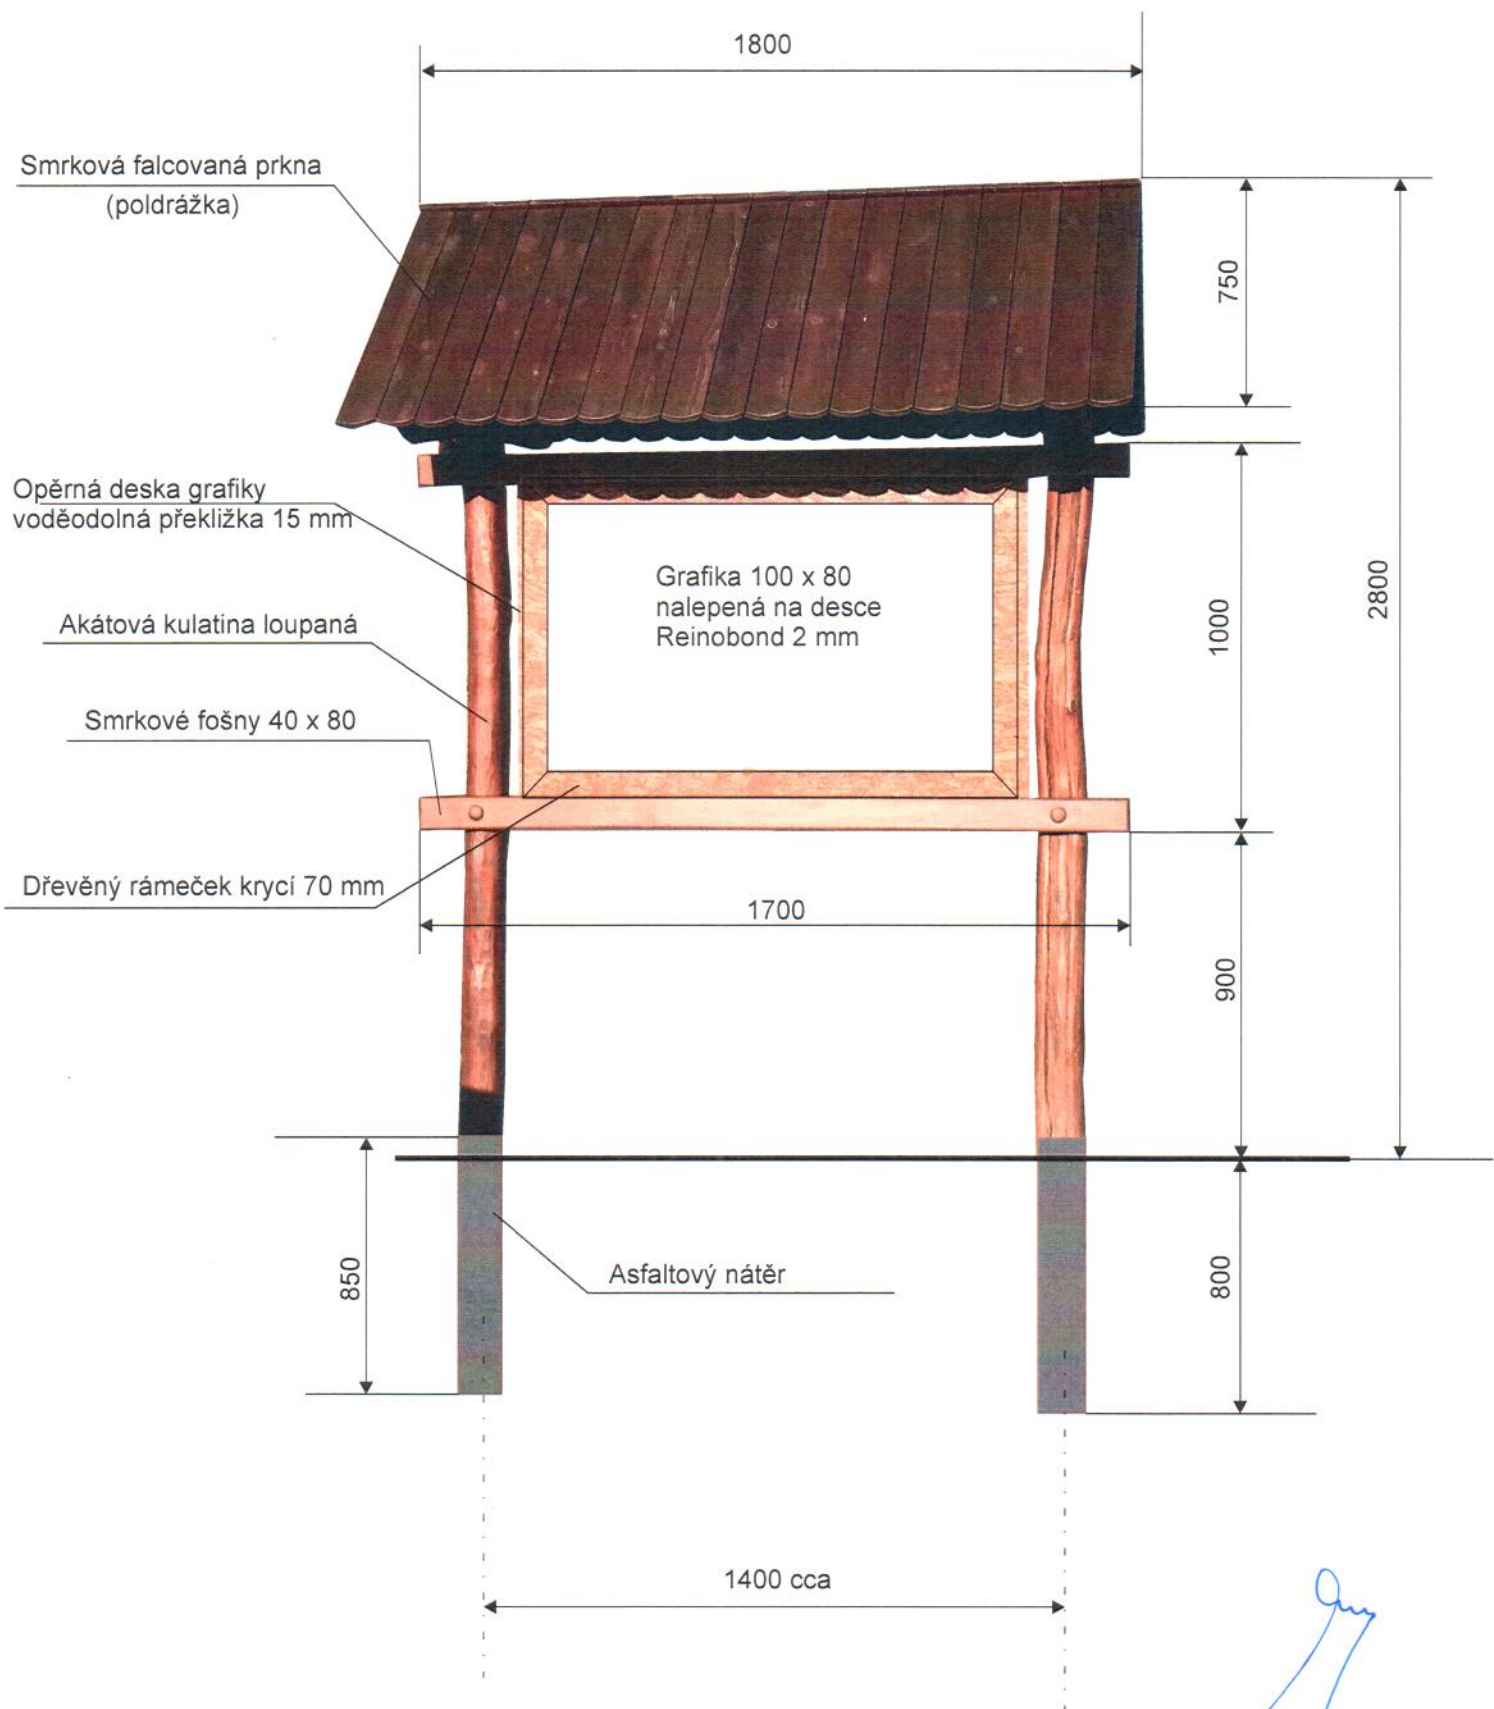 1800
Smrková falcovaná prkna
(poldrážka)
750
Opěrná deska grafiky
voděodolná překližka 15 mm
Grafika 100 x 80
nalepená na desce
Reinobond 2 mm
1000
2800
Akátová kulatina loupaná
Smrkové fošny 40 x 80
Dřevěný rámeček krycí 70 mm
1700
900
850
Asfaltový nátěr
800
1400 cca